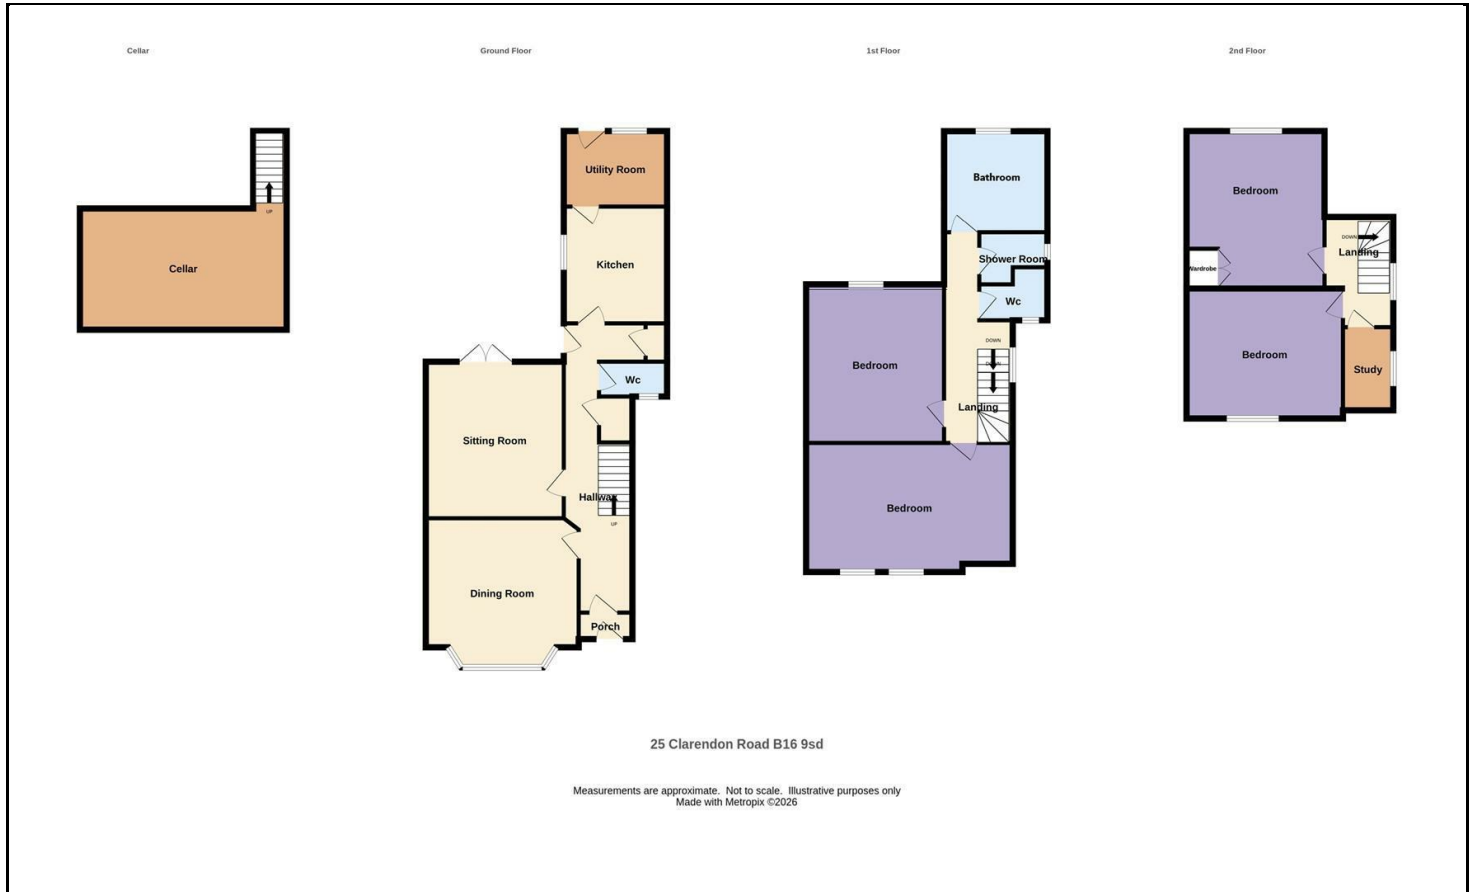 Cellar
Ground Floor
1st Floor
2nd Floor
UP
Cellar
Utility Room
Kitchen
Wc
Sitting Room
Hallway
UP
Dining Room
Porch
Bathroom
Shower Room
Wc
DOWN
DOWN
Bedroom
Landing
Bedroom
Bedroom
DOWN
Landing
Wardrobe
Bedroom
Study
25 Clarendon Road B16 9sd
Measurements are approximate. Not to scale. Illustrative purposes only
Made with Metropix ©2026